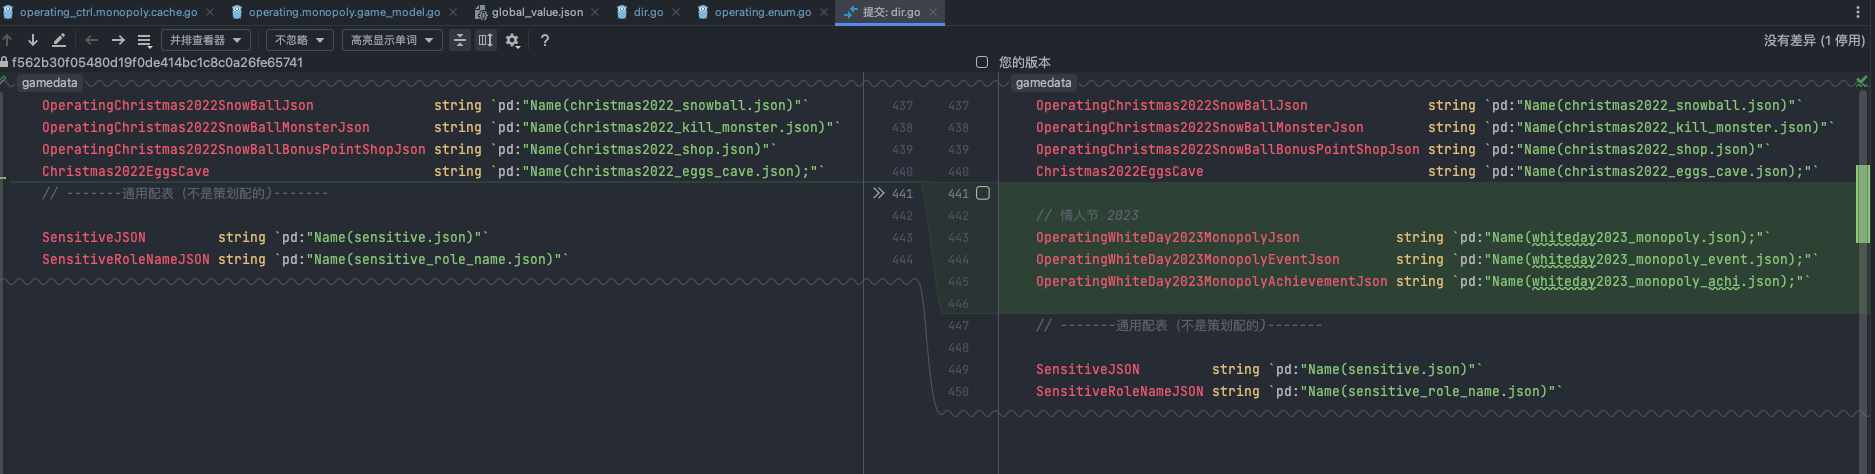 operating_ctrl.monopoly.cache.go operating.monopoly.game_model.go global_value.json dir.go operating.enum.go 提交: dir.go
并排查看器 不忽略 高亮显示单词 ? 没有差异 (1 停用)
f562b30f05480d19f0de414bc1c8c0a26fe65741 您的版本
gamedata
OperatingChristmas2022SnowBallJson string `pd:"Name(christmas2022_snowball.json)"` 437
OperatingChristmas2022SnowBallMonsterJson string `pd:"Name(christmas2022_kill_monster.json)"` 438
OperatingChristmas2022SnowBallBonusPointShopJson string `pd:"Name(christmas2022_shop.json)"` 439
Christmas2022EggsCave string `pd:"Name(christmas2022_eggs_cave.json);"` 440
// -------通用配表 (不是策划配的)------- 441
442
SensitiveJSON string `pd:"Name(sensitive.json)"` 443
SensitiveRoleNameJSON string `pd:"Name(sensitive_role_name.json)"` 444
gamedata
437 OperatingChristmas2022SnowBallJson string `pd:"Name(christmas2022_snowball.json)"`
438 OperatingChristmas2022SnowBallMonsterJson string `pd:"Name(christmas2022_kill_monster.json)"`
439 OperatingChristmas2022SnowBallBonusPointShopJson string `pd:"Name(christmas2022_shop.json)"`
440 Christmas2022EggsCave string `pd:"Name(christmas2022_eggs_cave.json);"`
441
442 // 情人节 2023
443 OperatingWhiteDay2023MonopolyJson string `pd:"Name(whiteday2023_monopoly.json);"`
444 OperatingWhiteDay2023MonopolyEventJson string `pd:"Name(whiteday2023_monopoly_event.json);"`
445 OperatingWhiteDay2023MonopolyAchievementJson string `pd:"Name(whiteday2023_monopoly_achi.json);"`
446
447 // -------通用配表 (不是策划配的)-------
448
449 SensitiveJSON string `pd:"Name(sensitive.json)"`
450 SensitiveRoleNameJSON string `pd:"Name(sensitive_role_name.json)"`